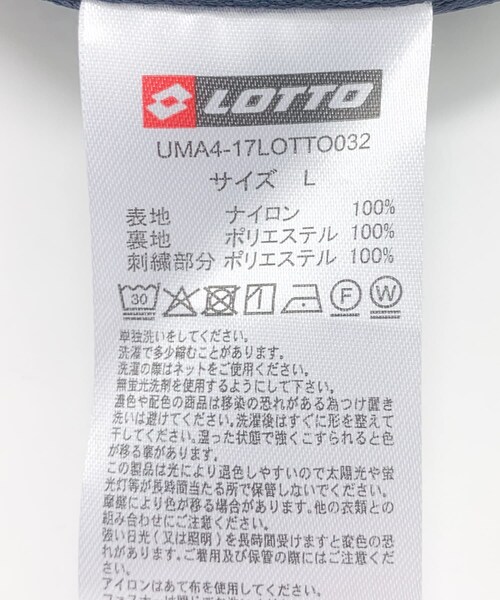 LOTTO
UMA4-17LOTTO032
サイズ L
表地 ナイロン 100%
裏地 ポリエステル 100%
刺繍部分 ポリエステル 100%
30 F W
単独洗いをしてください。
洗濯で多少縮むことがあります。
洗濯の際はネットをご使用ください。
無蛍光洗剤を使用するようにして下さい。
濃色や配色の商品は移染の恐れがある為つけ置き
洗いは避けてください。洗濯後はすぐに形を整えて
干してください。湿った状態で強くこすられると色
が移る事があります。
この製品は光により退色しやすいので太陽光や蛍
光灯等が長時間当たる所で保管しないでください。
摩擦により色が移る場合があります。他の衣類との
組み合わせにご注意ください。
強い日光(又は照明)を長時間受けますと変色の恐
れがあります。ご着用及び保管の際にはご注意くだ
さい。
アイロンはあて布を使用してください。